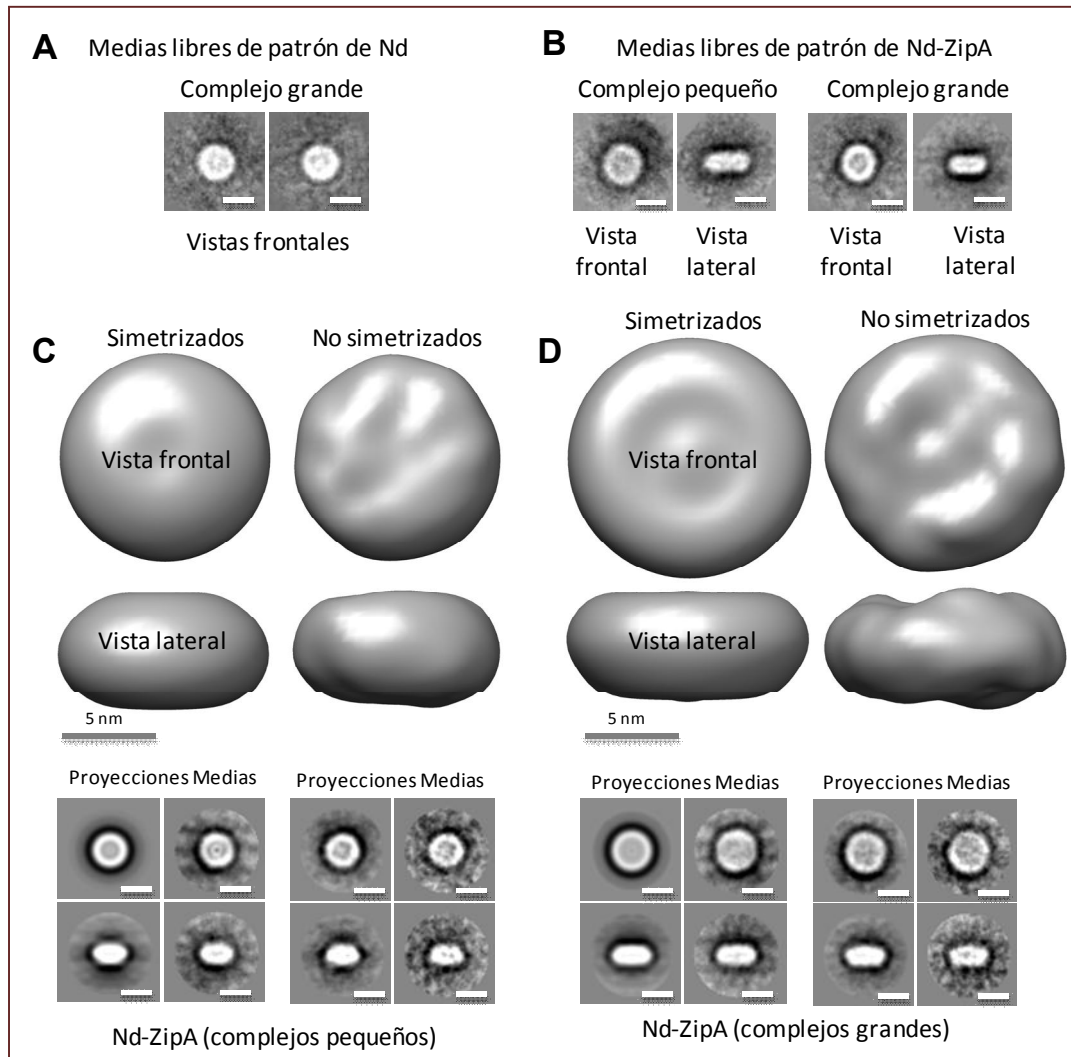 A
Medias libres de patrón de Nd
Complejo grande
Vistas frontales
B
Medias libres de patrón de Nd-ZipA
Complejo pequeño
Complejo grande
Vista
frontal
Vista
lateral
Vista
frontal
Vista
lateral
C
Simetrizados
No simetrizados
Vista frontal
Vista lateral
5 nm
Proyecciones Medias
Proyecciones Medias
Nd-ZipA (complejos pequeños)
D
Simetrizados
No simetrizados
Vista frontal
Vista lateral
5 nm
Proyecciones Medias
Proyecciones Medias
Nd-ZipA (complejos grandes)